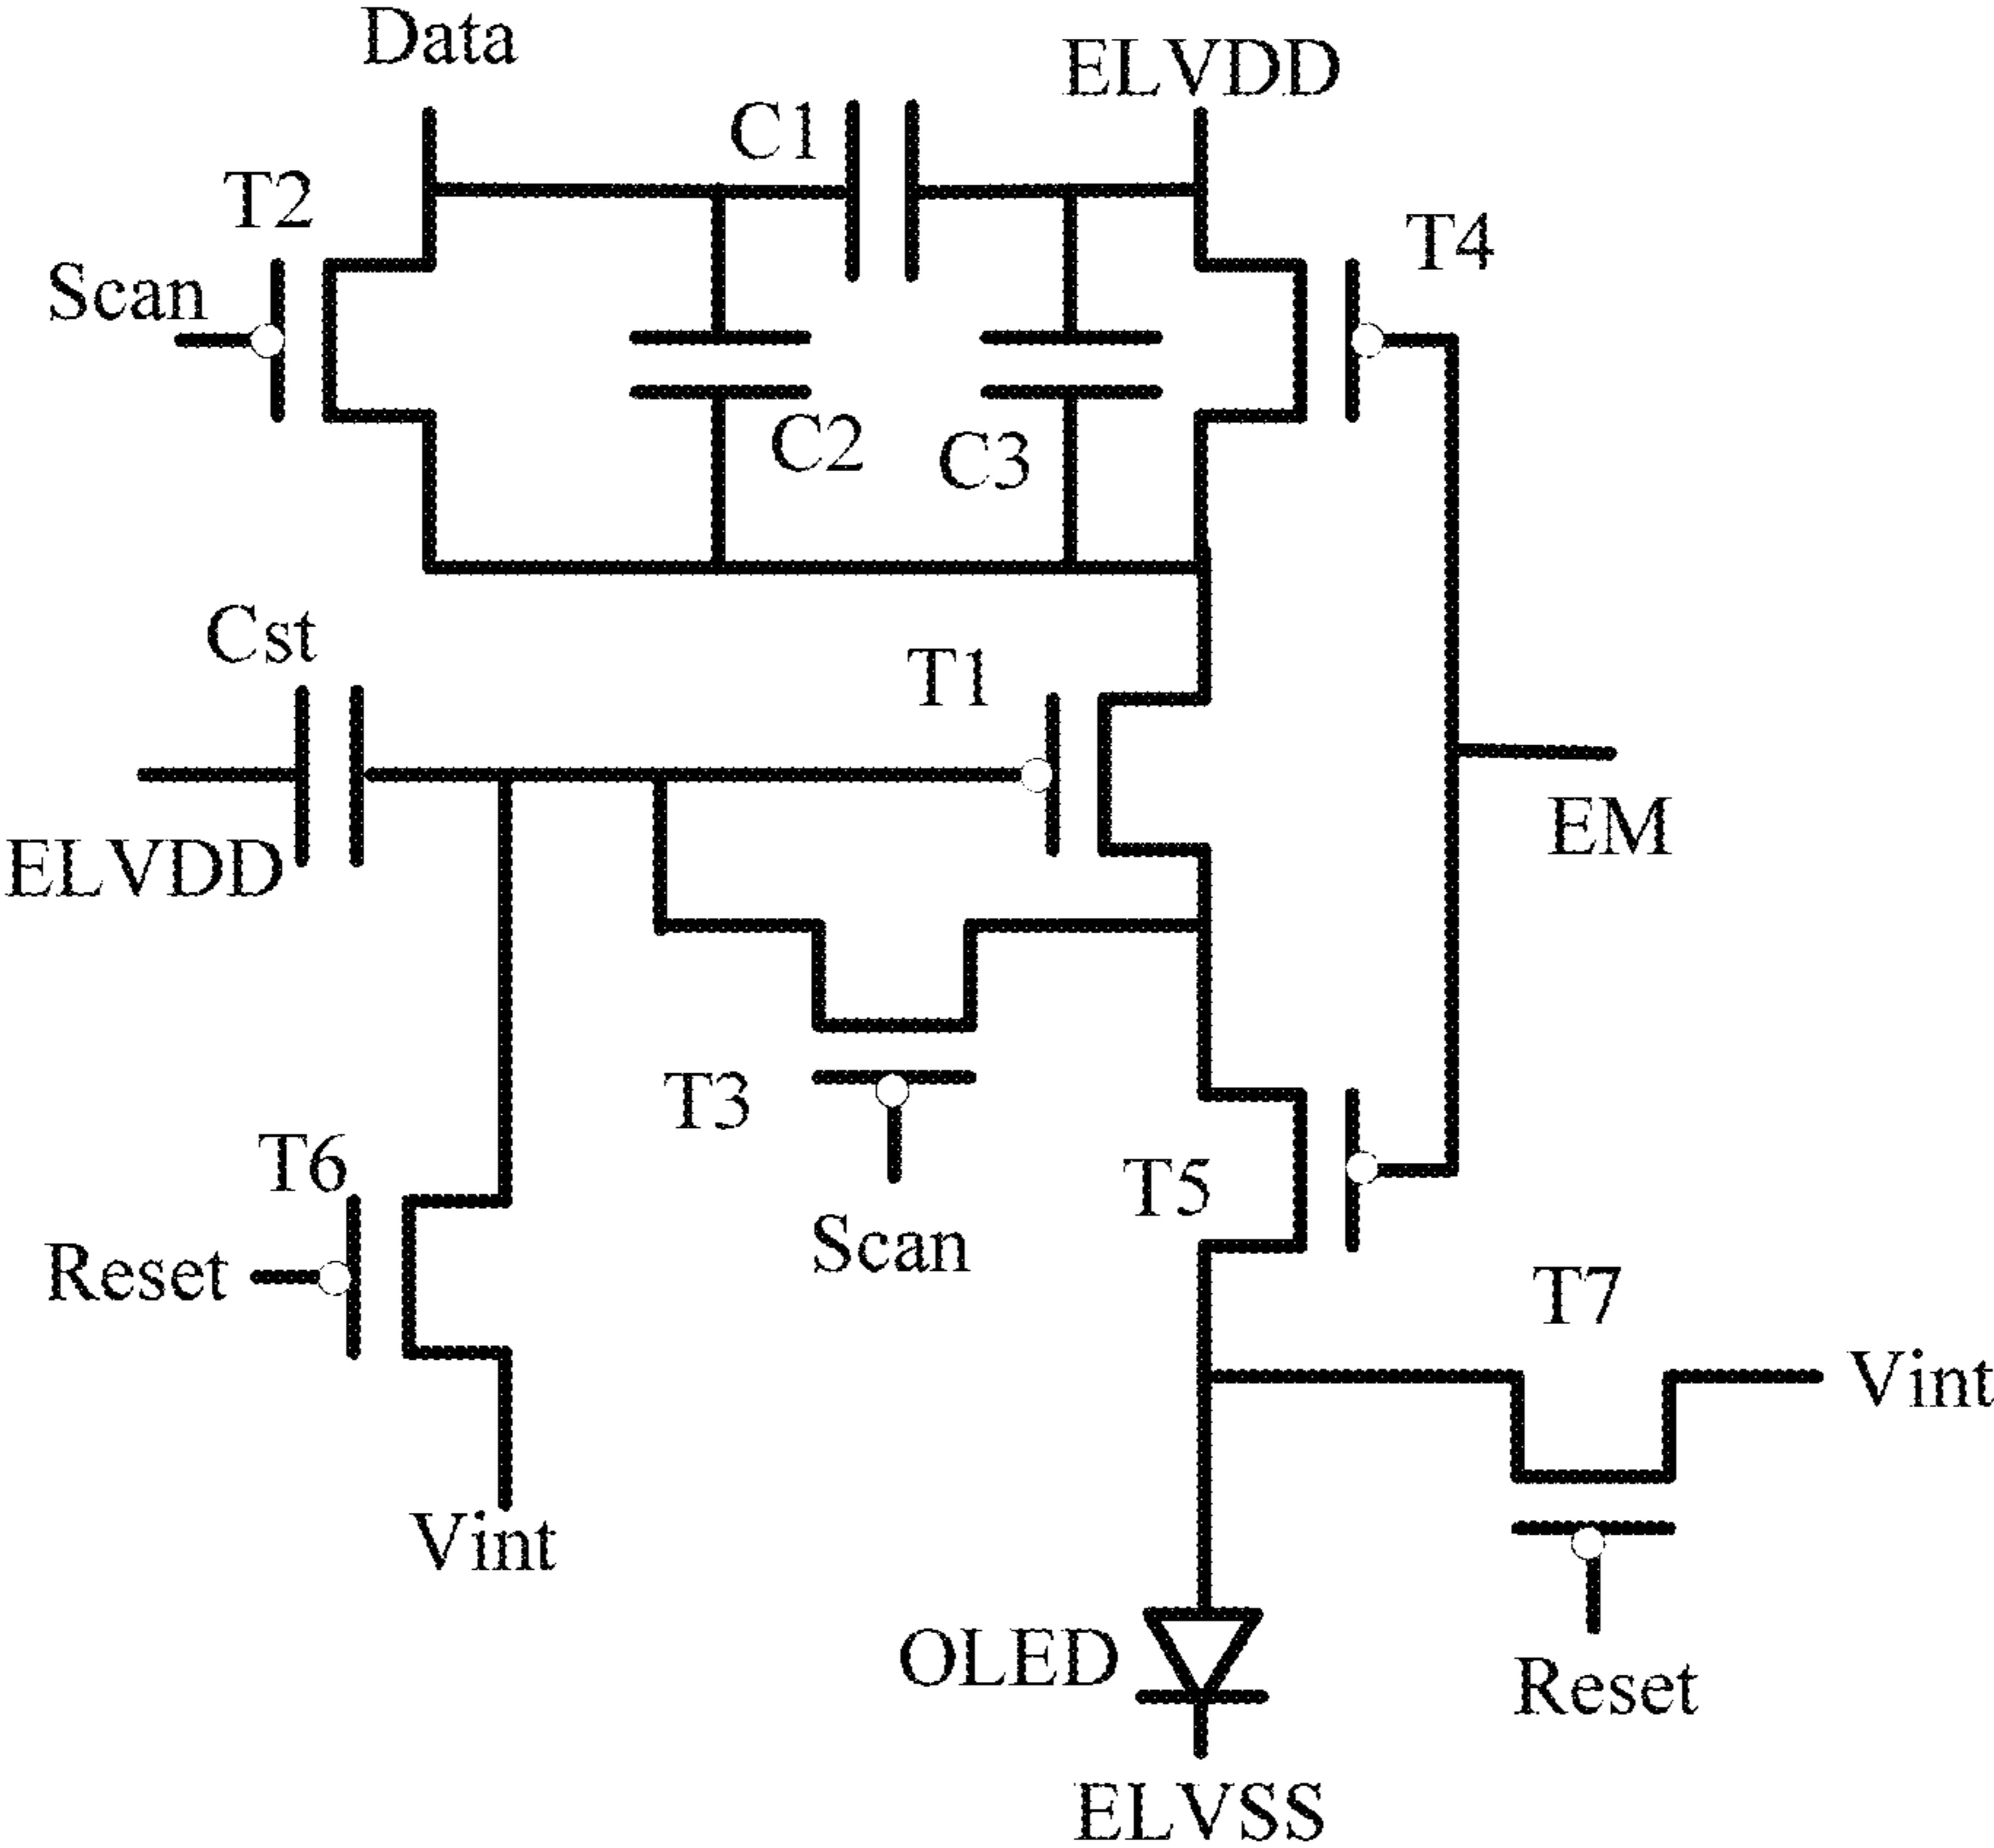 Data
ELVDD
C1
T2
T4
Scan
C2
C3
Cst
T1
ELVDD
EM
T3
T6
T5
Scan
Reset
T7
Vint
Vint
OLED
Reset
ELVSS